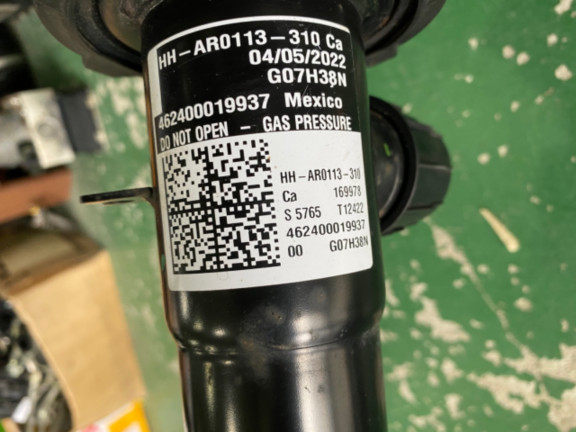 HH-AR0113-310 Ca
04/05/2022
G07H38N
462400019937 Mexico
DO NOT OPEN - GAS PRESSURE
HH-AR0113-310
Ca 169978
S 5765 T12422
462400019937
00 G07H38N